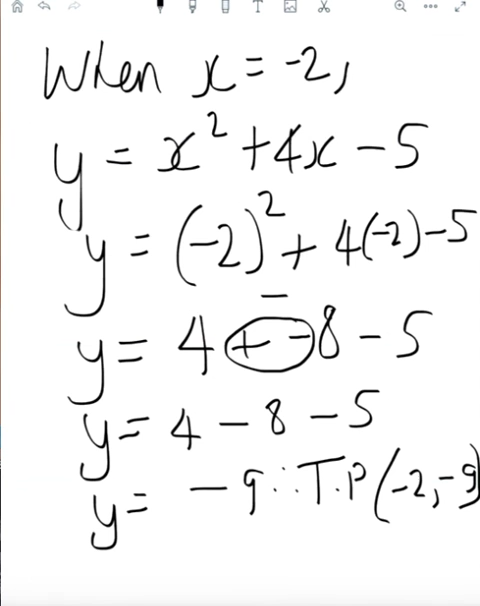 When x = -2,
y = x² + 4x - 5
y = (-2)² + 4(-2) - 5
y = 4 + - 8 - 5
y = 4 - 8 - 5
y = - 9 ∴ T.P (-2, -9)